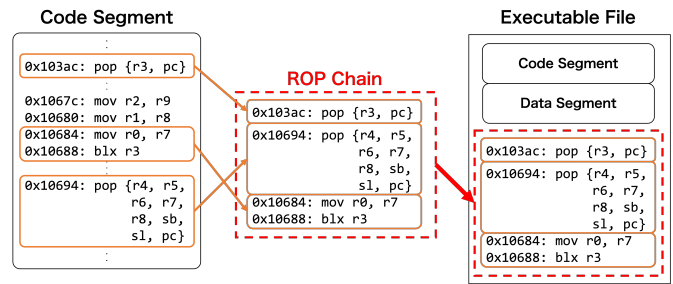 Code Segment
:
0x103ac: pop {r3, pc}
:
0x1067c: mov r2, r9
0x10680: mov r1, r8
0x10684: mov r0, r7
0x10688: blx r3
:
0x10694: pop {r4, r5,
r6, r7,
r8, sb,
sl, pc}
:
ROP Chain
0x103ac: pop {r3, pc}
0x10694: pop {r4, r5,
r6, r7,
r8, sb,
sl, pc}
0x10684: mov r0, r7
0x10688: blx r3
Executable File
Code Segment
Data Segment
0x103ac: pop {r3, pc}
0x10694: pop {r4, r5,
r6, r7,
r8, sb,
sl, pc}
0x10684: mov r0, r7
0x10688: blx r3